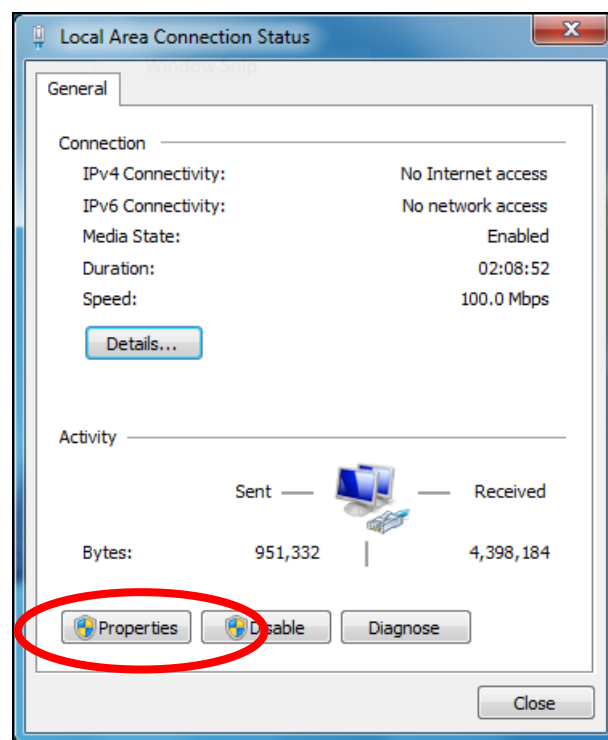 Local Area Connection Status
Window Snip
General
Connection
IPv4 Connectivity: No Internet access
IPv6 Connectivity: No network access
Media State: Enabled
Duration: 02:08:52
Speed: 100.0 Mbps
Details...
Activity
Sent Received
Bytes: 951,332 4,398,184
Properties Disable Diagnose
Close